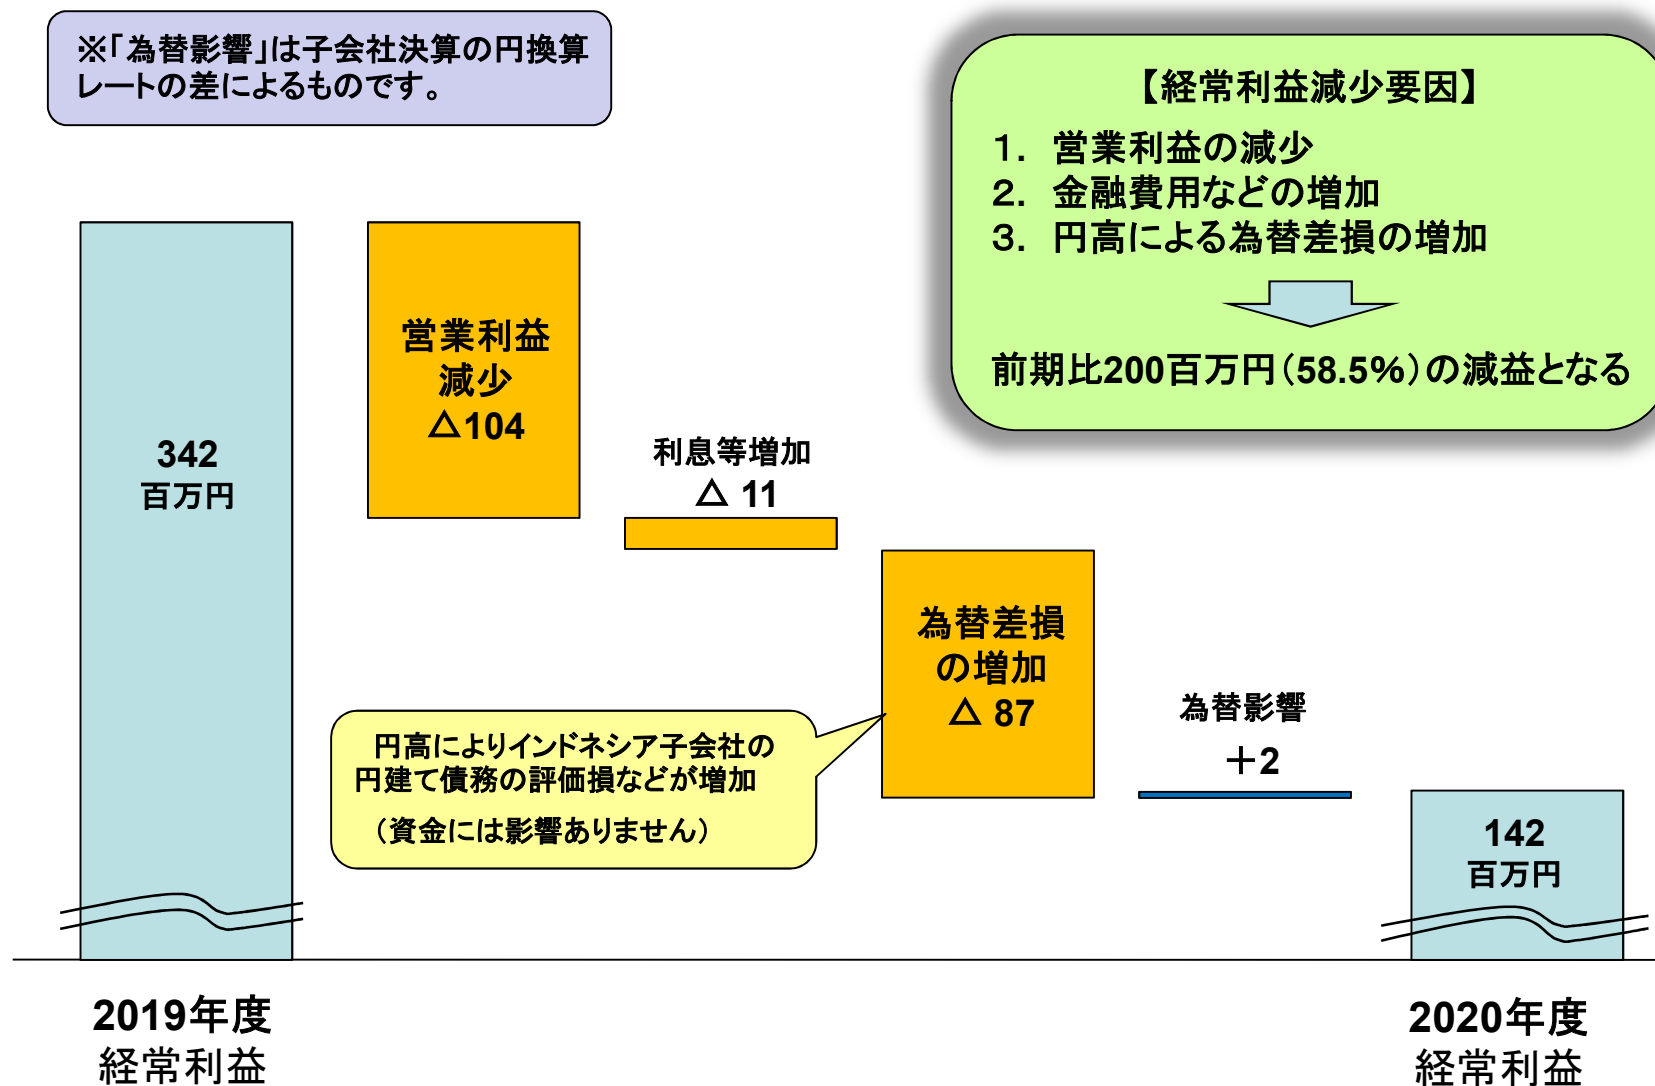 ※「為替影響」は子会社決算の円換算
レートの差によるものです。
【経常利益減少要因】
1. 営業利益の減少
2. 金融費用などの増加
3. 円高による為替差損の増加
前期比200百万円(58.5%)の減益となる
342
百万円
営業利益
減少
△104
利息等増加
△ 11
為替差損
の増加
△ 87
円高によりインドネシア子会社の
円建て債務の評価損などが増加
(資金には影響ありません)
為替影響
+2
142
百万円
2019年度
経常利益
2020年度
経常利益